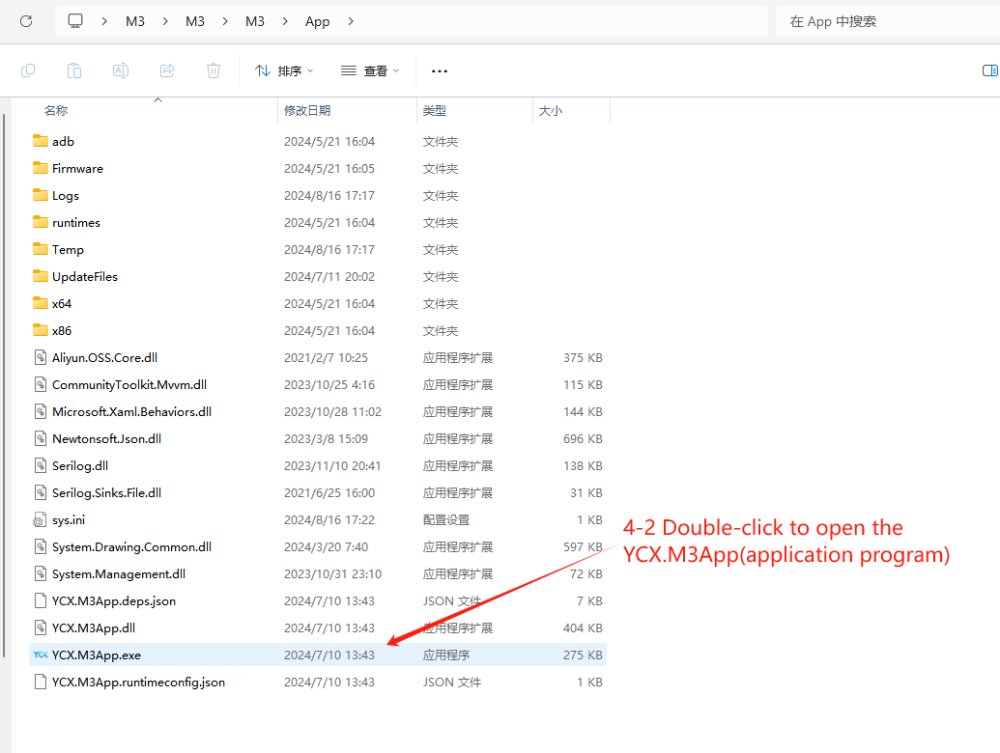 M3 > M3 > M3 > App >
在 App 中搜索
排序 查看 ...
名称 修改日期 类型 大小
adb 2024/5/21 16:04 文件夹
Firmware 2024/5/21 16:05 文件夹
Logs 2024/8/16 17:17 文件夹
runtimes 2024/5/21 16:04 文件夹
Temp 2024/8/16 17:17 文件夹
UpdateFiles 2024/7/11 20:02 文件夹
x64 2024/5/21 16:04 文件夹
x86 2024/5/21 16:04 文件夹
Aliyun.OSS.Core.dll 2021/2/7 10:25 应用程序扩展 375 KB
CommunityToolkit.Mvvm.dll 2023/10/25 4:16 应用程序扩展 115 KB
Microsoft.Xaml.Behaviors.dll 2023/10/28 11:02 应用程序扩展 144 KB
Newtonsoft.Json.dll 2023/3/8 15:09 应用程序扩展 696 KB
Serilog.dll 2023/11/10 20:41 应用程序扩展 138 KB
Serilog.Sinks.File.dll 2021/6/25 16:00 应用程序扩展 31 KB
sys.ini 2024/8/16 17:22 配置设置 1 KB
4-2 Double-click to open the
YCX.M3App(application program)
System.Drawing.Common.dll 2024/3/20 7:40 应用程序扩展 597 KB
System.Management.dll 2023/10/31 23:10 应用程序扩展 72 KB
YCX.M3App.deps.json 2024/7/10 13:43 JSON 文件 7 KB
YCX.M3App.dll 2024/7/10 13:43 应用程序扩展 404 KB
YCX YCX.M3App.exe 2024/7/10 13:43 应用程序 275 KB
YCX.M3App.runtimeconfig.json 2024/7/10 13:43 JSON 文件 1 KB